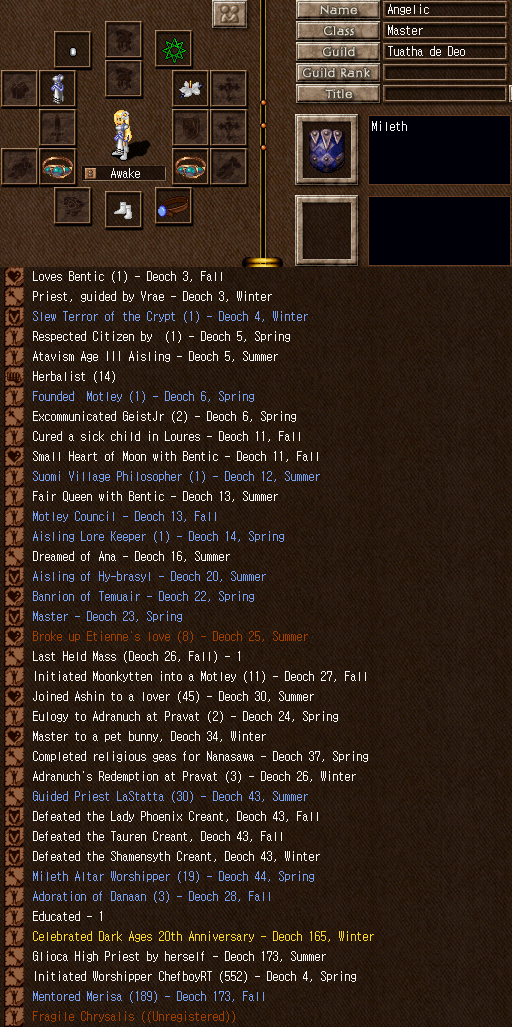 Name Angelic
Class Master
Guild Tuatha de Deo
Guild Rank
Title
Mileth
Awake
Loves Bentic (1) - Deoch 3, Fall
Priest, guided by Vrae - Deoch 3, Winter
Slew Terror of the Crypt (1) - Deoch 4, Winter
Respected Citizen by  (1) - Deoch 5, Spring
Atavism Age III Aisling - Deoch 5, Summer
Herbalist (14)
Founded  Motley (1) - Deoch 6, Spring
Excommunicated GeistJr (2) - Deoch 6, Spring
Cured a sick child in Loures - Deoch 11, Fall
Small Heart of Moon with Bentic - Deoch 11, Fall
Suomi Village Philosopher (1) - Deoch 12, Summer
Fair Queen with Bentic - Deoch 13, Summer
Motley Council - Deoch 13, Fall
Aisling Lore Keeper (1) - Deoch 14, Spring
Dreamed of Ana - Deoch 16, Summer
Aisling of Hy-brasyl - Deoch 20, Summer
Banrion of Temuair - Deoch 22, Spring
Master - Deoch 23, Spring
Broke up Etienne's love (8) - Deoch 25, Summer
Last Held Mass (Deoch 26, Fall) - 1
Initiated Moonkytten into a Motley (11) - Deoch 27, Fall
Joined Ashin to a lover (45) - Deoch 30, Summer
Eulogy to Adranuch at Pravat (2) - Deoch 24, Spring
Master to a pet bunny, Deoch 34, Winter
Completed religious geas for Nanasawa - Deoch 37, Spring
Adranuch's Redemption at Pravat (3) - Deoch 26, Winter
Guided Priest LaStatta (30) - Deoch 43, Summer
Defeated the Lady Phoenix Creant, Deoch 43, Fall
Defeated the Tauren Creant, Deoch 43, Fall
Defeated the Shamensyth Creant, Deoch 43, Winter
Mileth Altar Worshipper (19) - Deoch 44, Spring
Adoration of Danaan (3) - Deoch 28, Fall
Educated - 1
Celebrated Dark Ages 20th Anniversary - Deoch 165, Winter
Glioca High Priest by herself - Deoch 173, Summer
Initiated Worshipper ChefboyRT (552) - Deoch 4, Spring
Mentored Merisa (189) - Deoch 173, Fall
Fragile Chrysalis ((Unregistered))